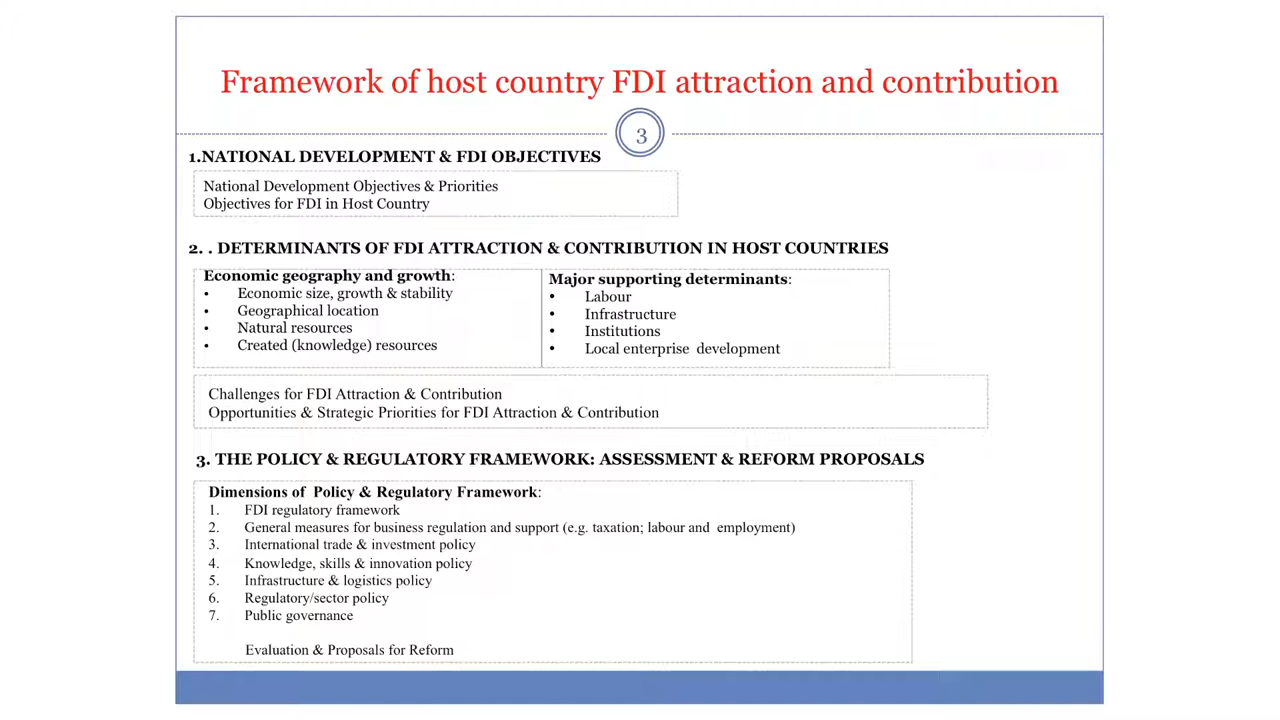 Framework of host country FDI attraction and contribution
3
1.NATIONAL DEVELOPMENT & FDI OBJECTIVES
National Development Objectives & Priorities
Objectives for FDI in Host Country
2. . DETERMINANTS OF FDI ATTRACTION & CONTRIBUTION IN HOST COUNTRIES
Economic geography and growth:
• Economic size, growth & stability
• Geographical location
• Natural resources
• Created (knowledge) resources
Major supporting determinants:
• Labour
• Infrastructure
• Institutions
• Local enterprise development
Challenges for FDI Attraction & Contribution
Opportunities & Strategic Priorities for FDI Attraction & Contribution
3. THE POLICY & REGULATORY FRAMEWORK: ASSESSMENT & REFORM PROPOSALS
Dimensions of Policy & Regulatory Framework:
1. FDI regulatory framework
2. General measures for business regulation and support (e.g. taxation; labour and employment)
3. International trade & investment policy
4. Knowledge, skills & innovation policy
5. Infrastructure & logistics policy
6. Regulatory/sector policy
7. Public governance
Evaluation & Proposals for Reform